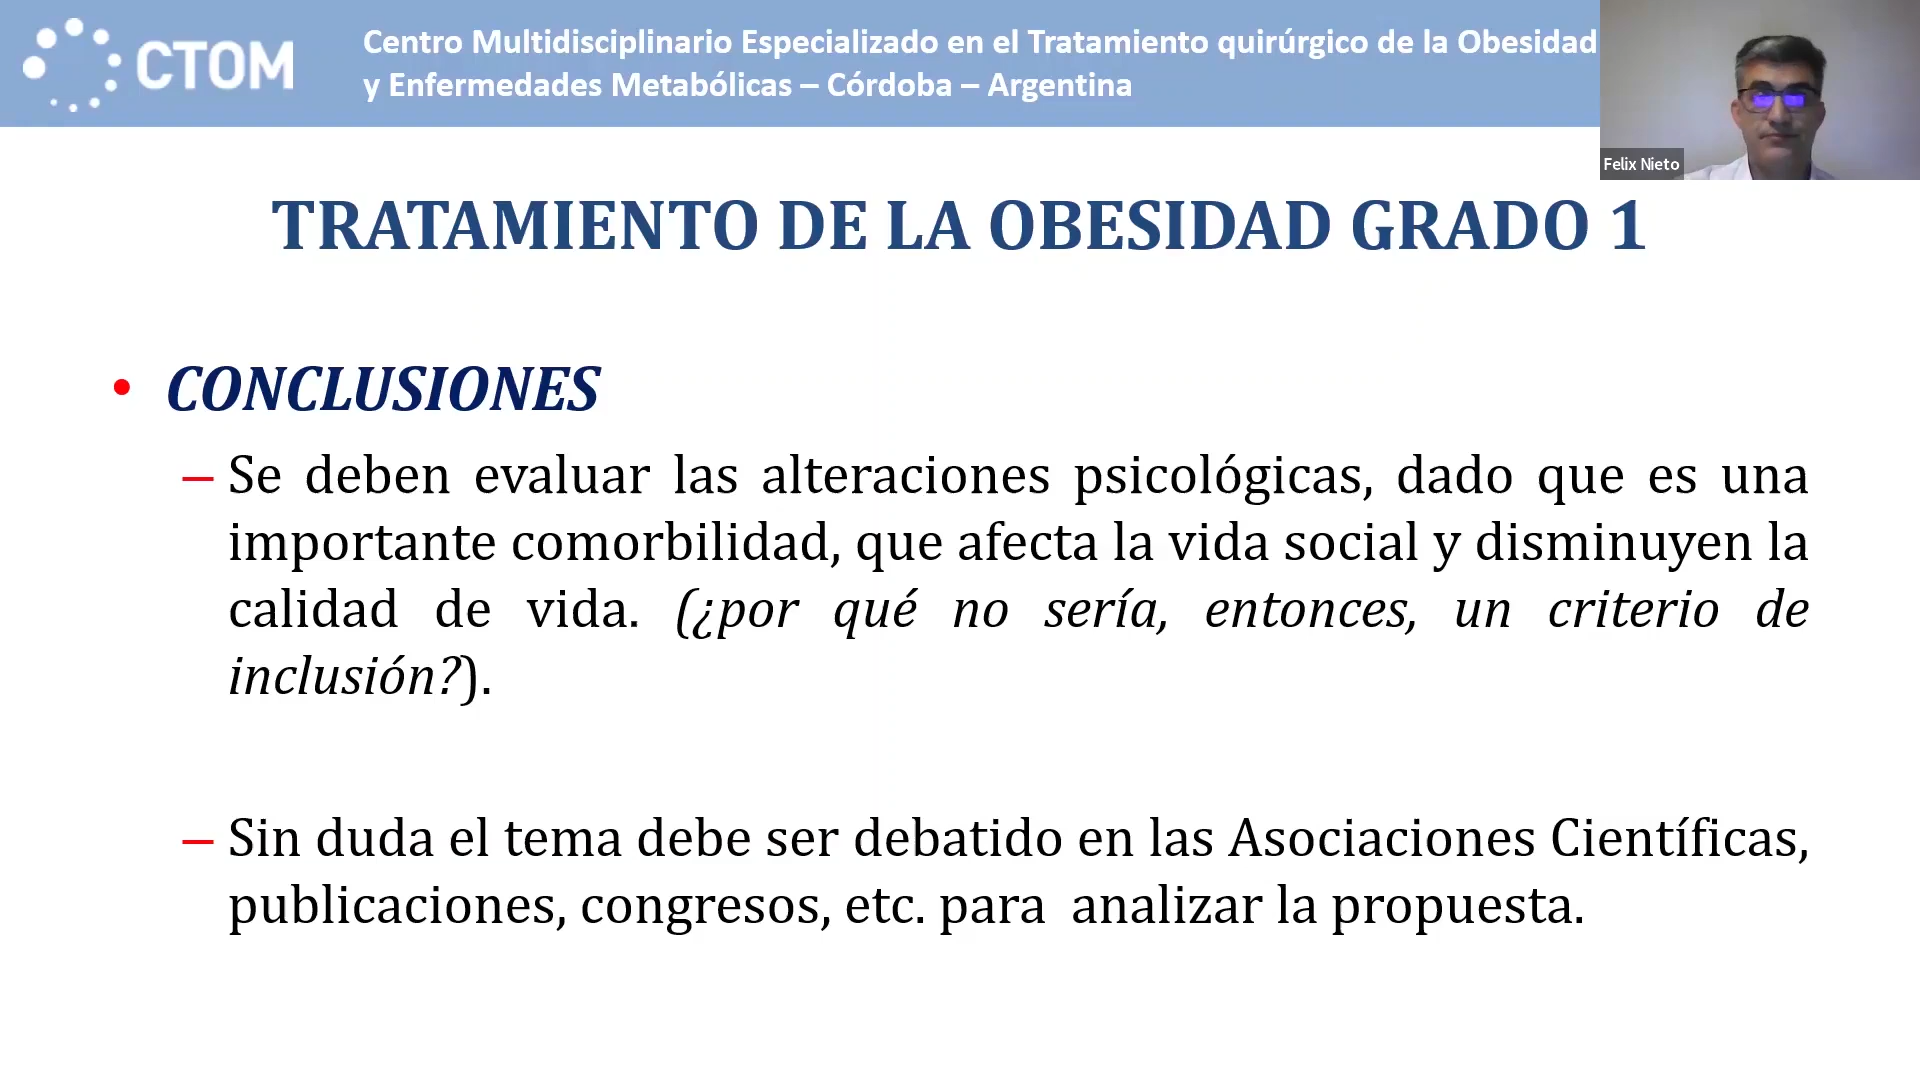 CTOM
Centro Multidisciplinario Especializado en el Tratamiento quirúrgico de la Obesidad
y Enfermedades Metabólicas – Córdoba – Argentina
Felix Nieto
TRATAMIENTO DE LA OBESIDAD GRADO 1
• CONCLUSIONES
– Se deben evaluar las alteraciones psicológicas, dado que es una
importante comorbilidad, que afecta la vida social y disminuyen la
calidad de vida. (¿por qué no sería, entonces, un criterio de
inclusión?).
– Sin duda el tema debe ser debatido en las Asociaciones Científicas,
publicaciones, congresos, etc. para  analizar la propuesta.